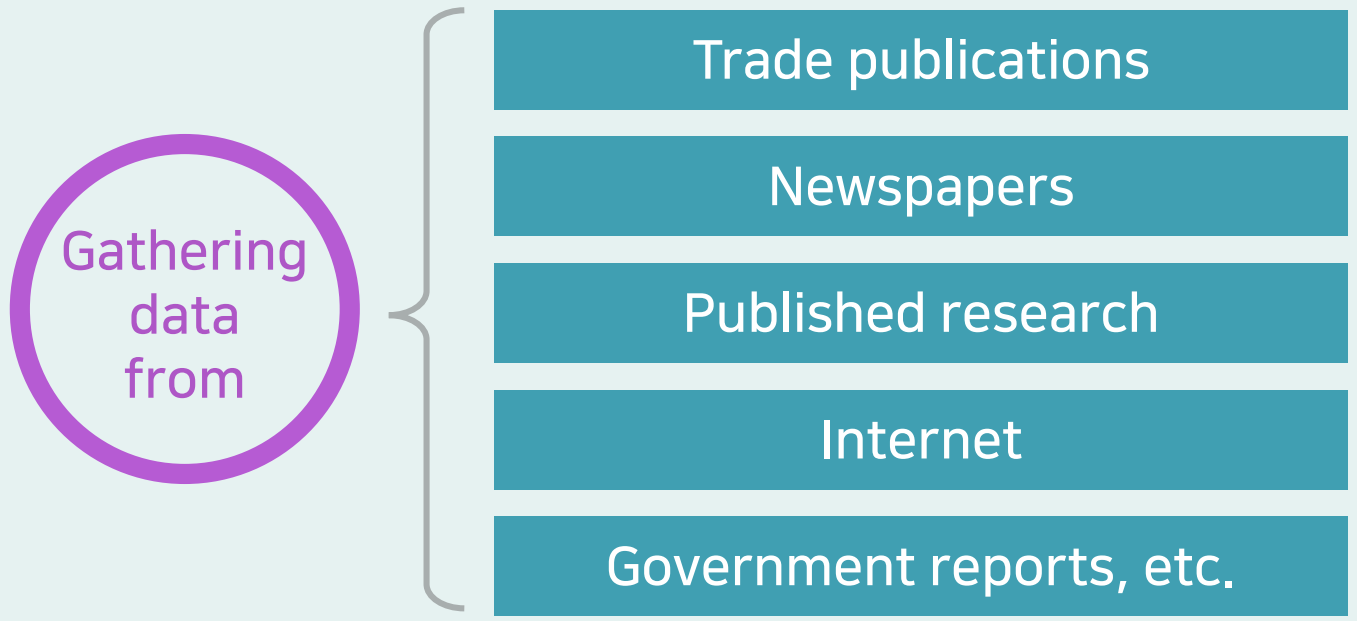 Gathering
data
from
Trade publications
Newspapers
Published research
Internet
Government reports, etc.